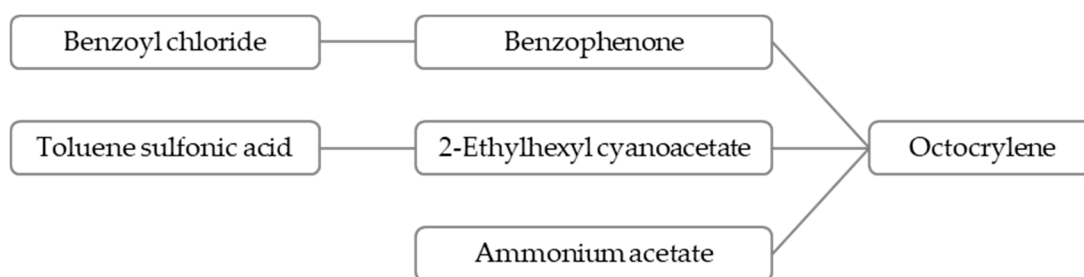 Benzoyl chloride
Benzophenone
Toluene sulfonic acid
2-Ethylhexyl cyanoacetate
Octocrylene
Ammonium acetate